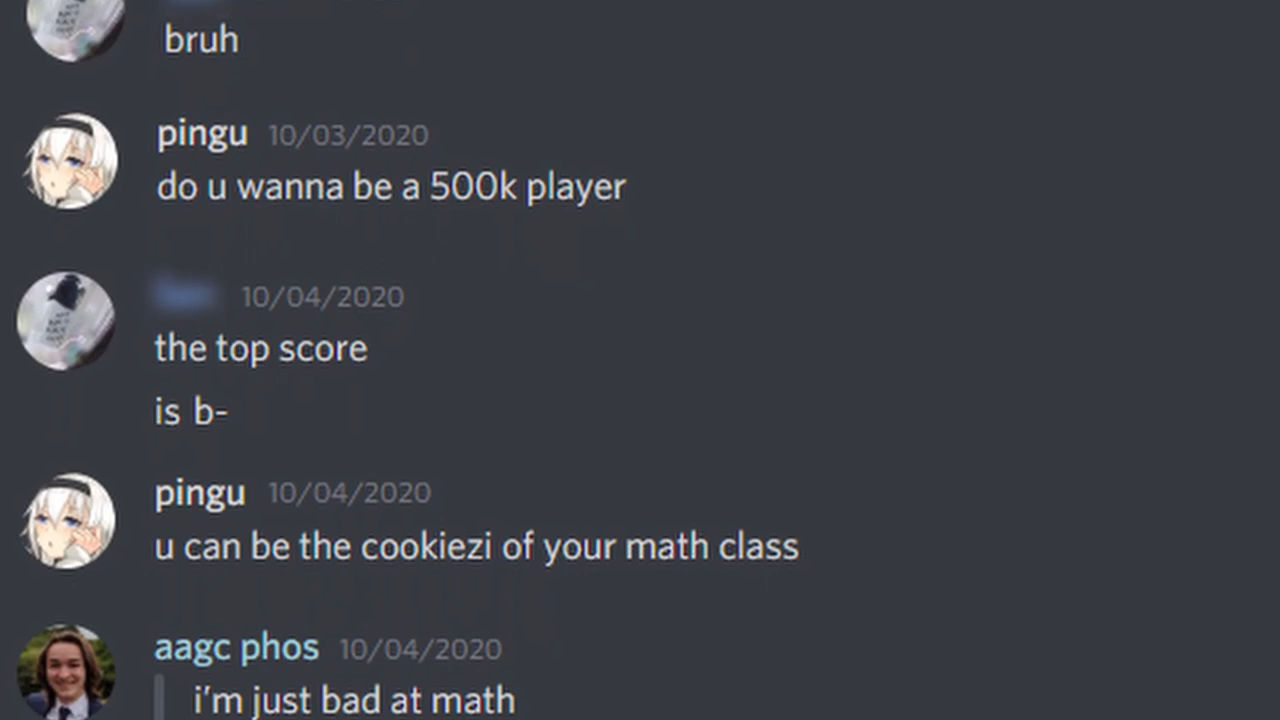 bruh
pingu 10/03/2020
do u wanna be a 500k player
10/04/2020
the top score
is b-
pingu 10/04/2020
u can be the cookiezi of your math class
aagc phos 10/04/2020
i'm just bad at math